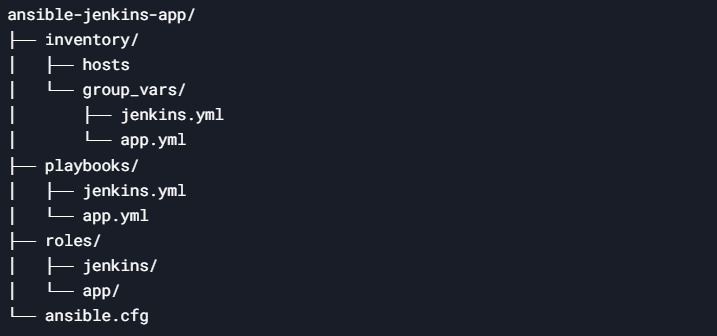 ansible-jenkins-app/
├── inventory/
│   ├── hosts
│   └── group_vars/
│       ├── jenkins.yml
│       └── app.yml
├── playbooks/
│   ├── jenkins.yml
│   └── app.yml
├── roles/
│   ├── jenkins/
│   └── app/
└── ansible.cfg